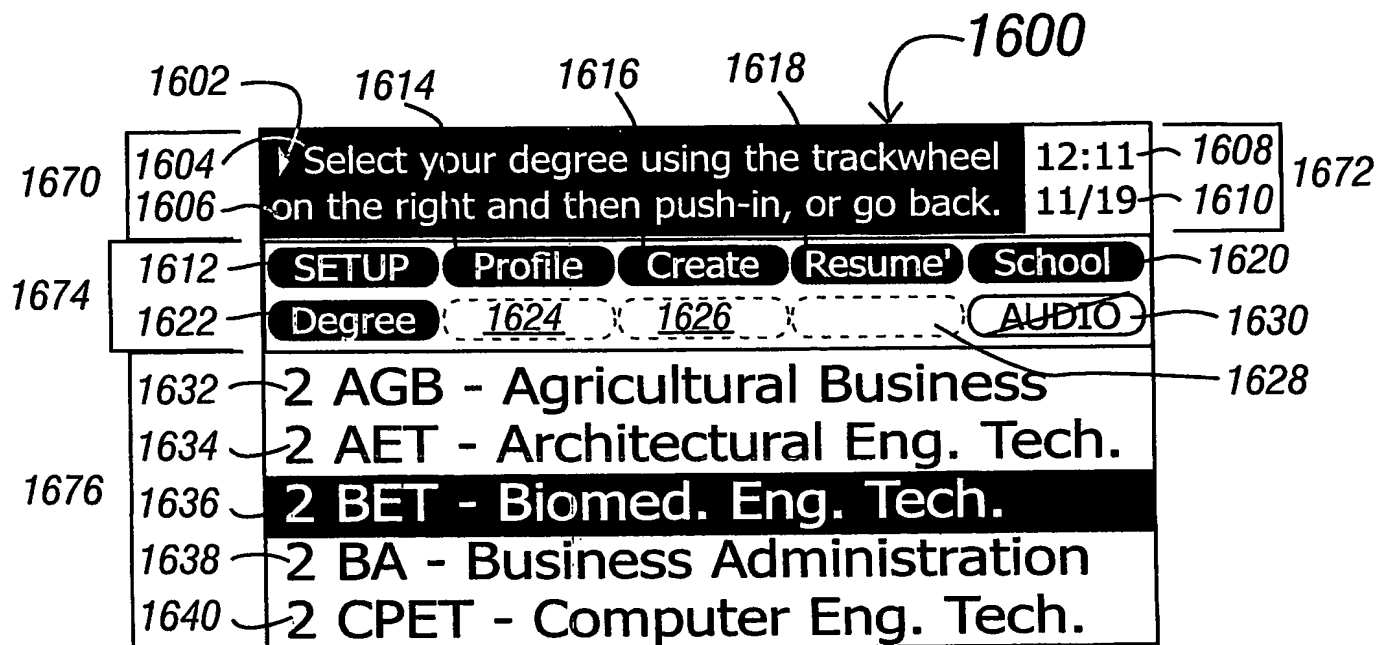 1600
1602 1614 1616 1618
1604 Select your degree using the trackwheel 12:11 1608
1670 1672
1606 on the right and then push-in, or go back. 11/19 1610
1612 SETUP Profile Create Resume' School 1620
1674
1622 Degree 1624 1626 AUDIO 1630
1632 2 AGB - Agricultural Business 1628
1634 2 AET - Architectural Eng. Tech.
1676
1636 2 BET - Biomed. Eng. Tech.
1638 2 BA - Business Administration
1640 2 CPET - Computer Eng. Tech.